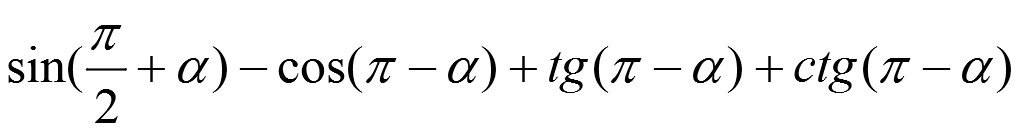 sin(π/2 + α) − cos(π − α) + tg(π − α) + ctg(π − α)